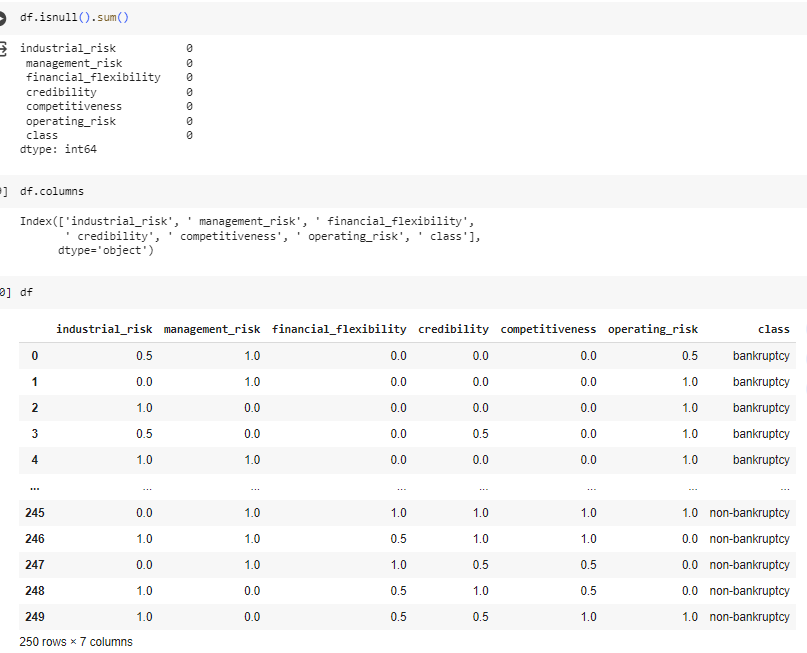 df.isnull().sum()
industrial_risk 0
 management_risk 0
 financial_flexibility 0
 credibility 0
 competitiveness 0
 operating_risk 0
 class 0
dtype: int64
] df.columns
Index(['industrial_risk', ' management_risk', ' financial_flexibility',
       ' credibility', ' competitiveness', ' operating_risk', ' class'],
      dtype='object')
0] df
industrial_risk management_risk financial_flexibility credibility competitiveness operating_risk class
0 0.5 1.0 0.0 0.0 0.0 0.5 bankruptcy
1 0.0 1.0 0.0 0.0 0.0 1.0 bankruptcy
2 1.0 0.0 0.0 0.0 0.0 1.0 bankruptcy
3 0.5 0.0 0.0 0.5 0.0 1.0 bankruptcy
4 1.0 1.0 0.0 0.0 0.0 1.0 bankruptcy
... ... ... ... ... ... ... ...
245 0.0 1.0 1.0 1.0 1.0 1.0 non-bankruptcy
246 1.0 1.0 0.5 1.0 1.0 0.0 non-bankruptcy
247 0.0 1.0 1.0 0.5 0.5 0.0 non-bankruptcy
248 1.0 0.0 0.5 1.0 0.5 0.0 non-bankruptcy
249 1.0 0.0 0.5 0.5 1.0 1.0 non-bankruptcy
250 rows × 7 columns